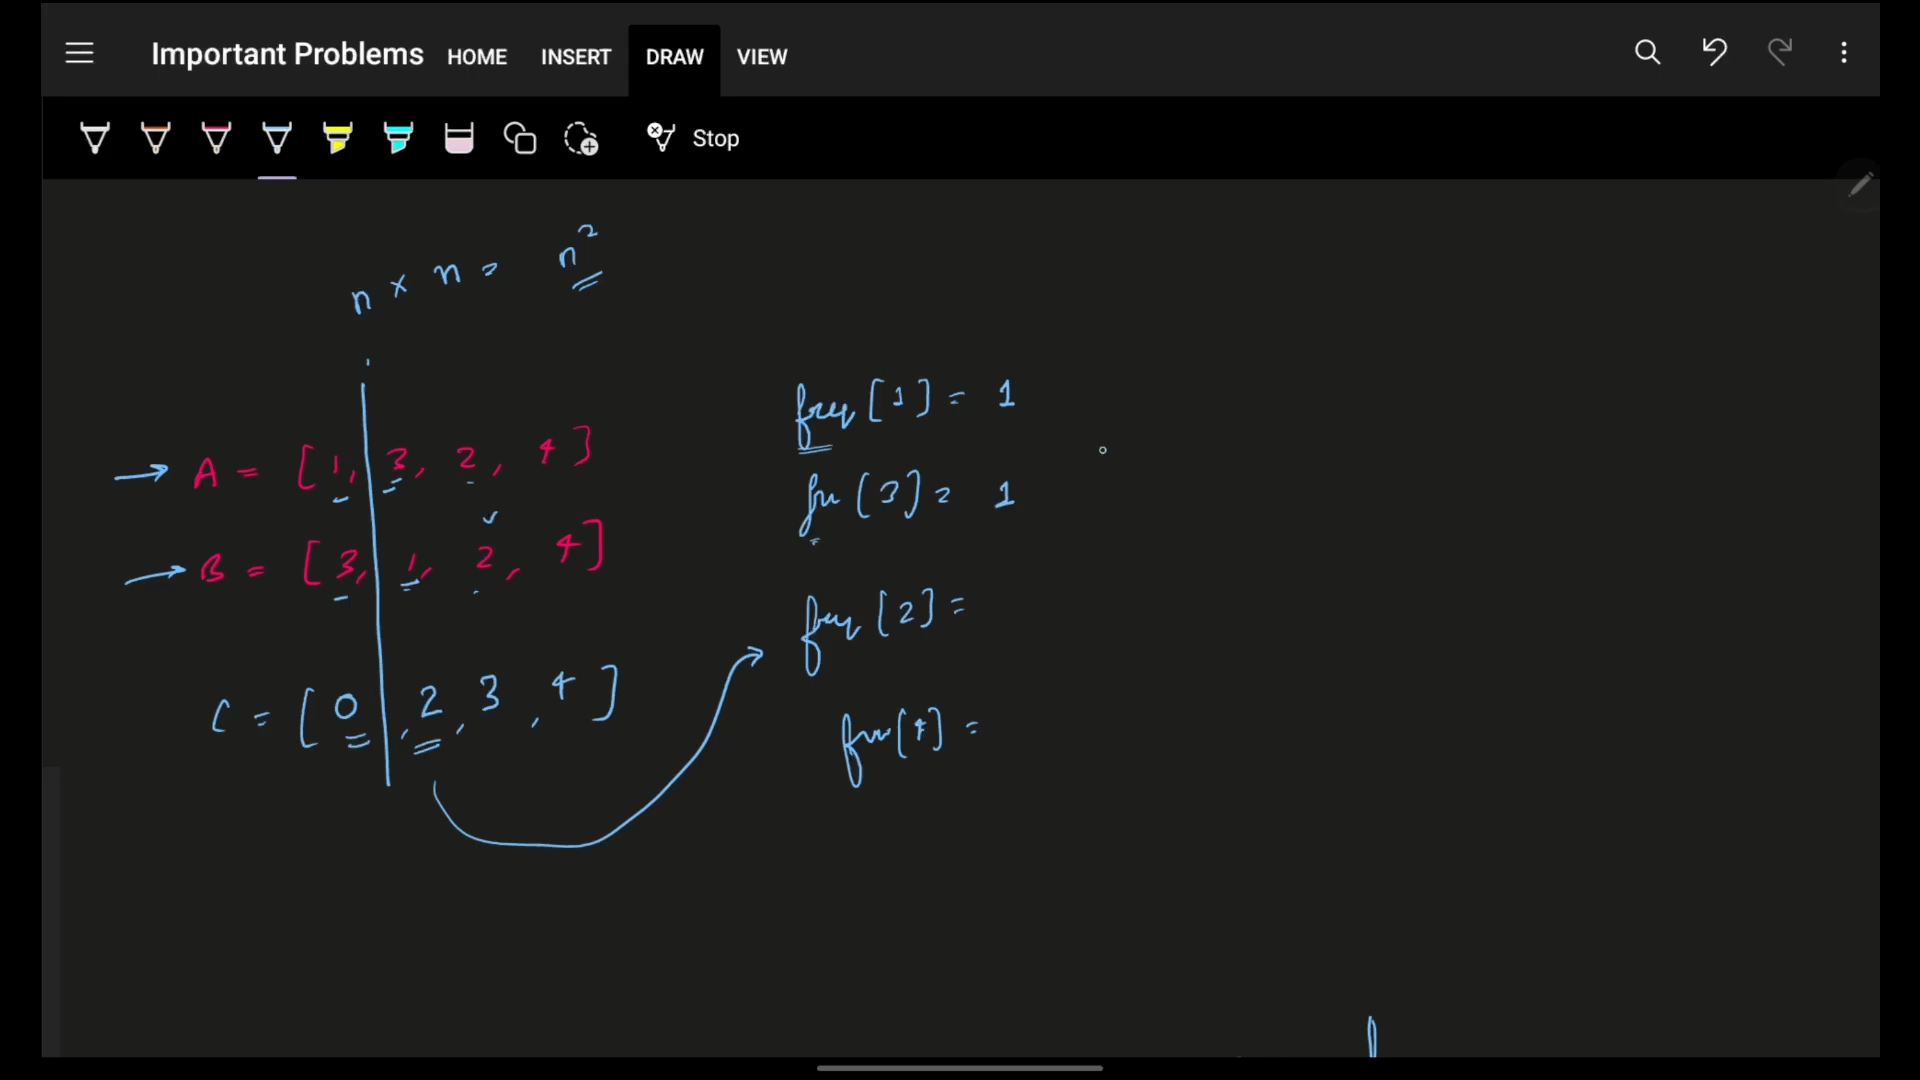 Important Problems HOME INSERT DRAW VIEW
Stop
n × n = n²
A = [1, 3, 2, 4]
B = [3, 1, 2, 4]
C = [0, 2, 3, 4]
freq [1] = 1
fre [3] = 1
freq [2] =
fre [4] =